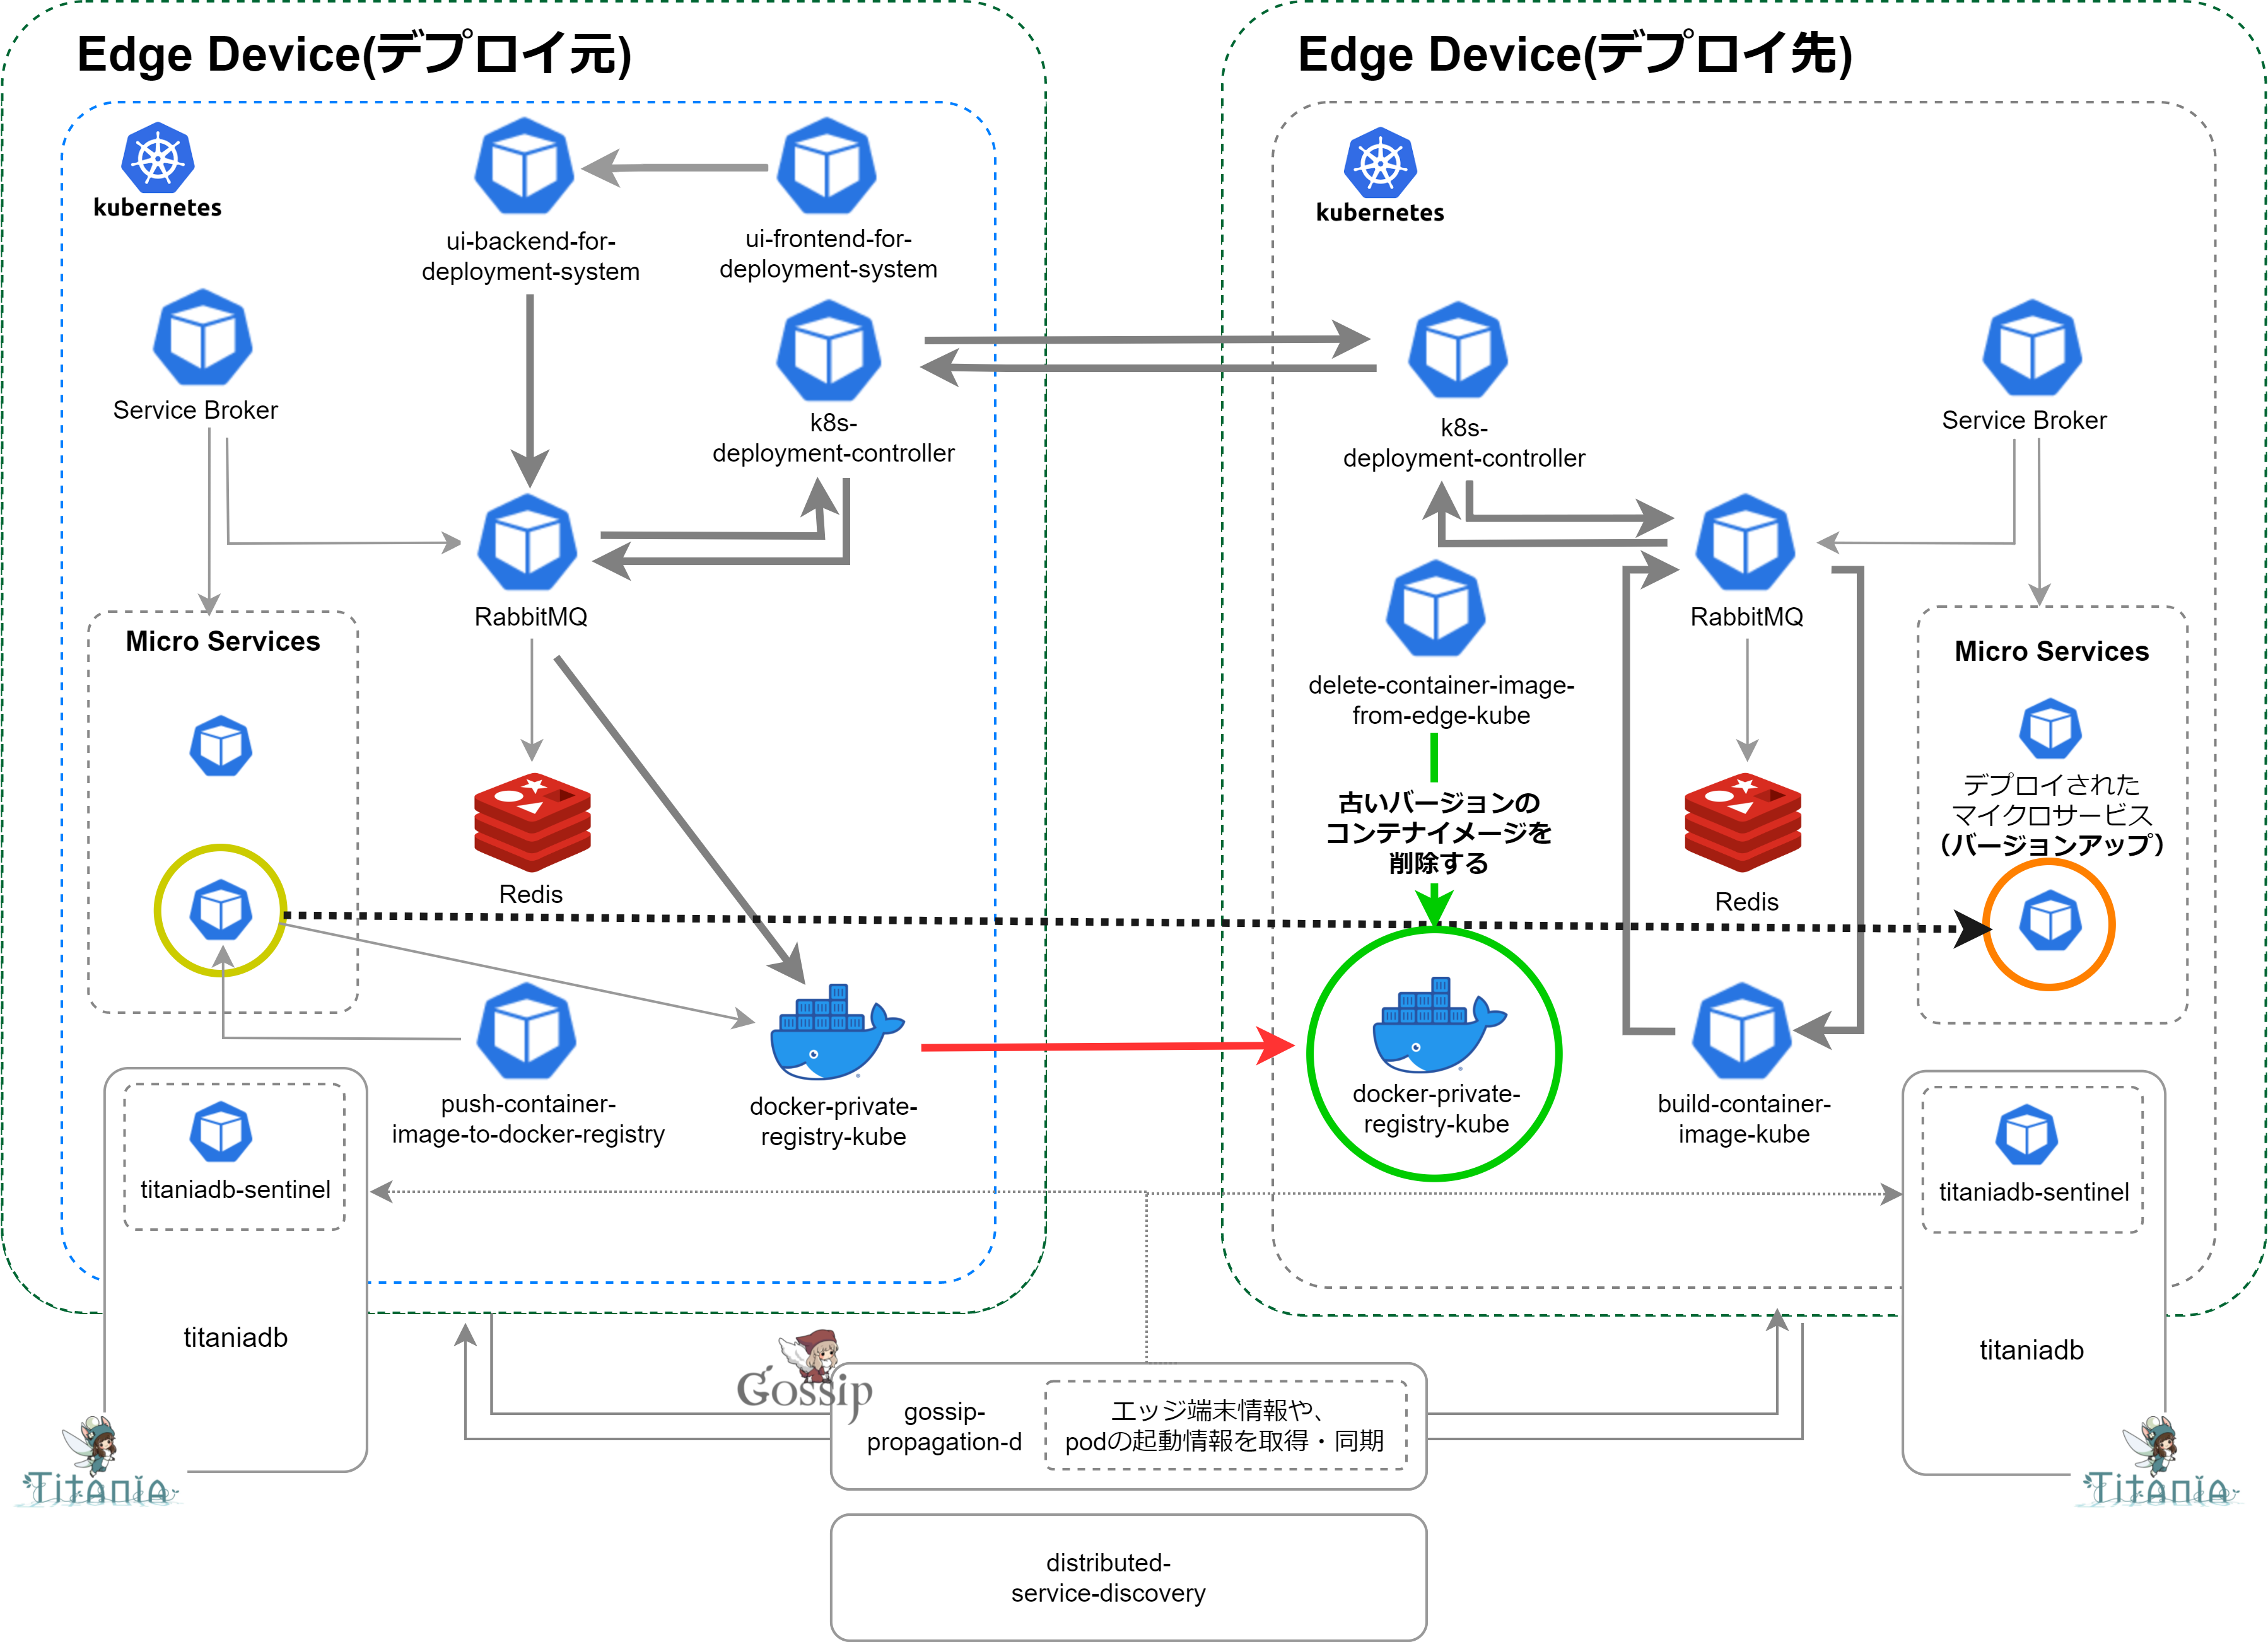 Edge Device(デプロイ元)
kubernetes
ui-backend-for-
deployment-system
ui-frontend-for-
deployment-system
Service Broker
k8s-
deployment-controller
RabbitMQ
Micro Services
Redis
push-container-
image-to-docker-registry
docker-private-
registry-kube
titaniadb-sentinel
titaniadb
Titania
Edge Device(デプロイ先)
kubernetes
k8s-
deployment-controller
Service Broker
RabbitMQ
delete-container-image-
from-edge-kube
古いバージョンの
コンテナイメージを
削除する
Micro Services
デプロイされた
マイクロサービス
（バージョンアップ）
Redis
docker-private-
registry-kube
build-container-
image-kube
titaniadb-sentinel
titaniadb
Titania
Gossip
gossip-
propagation-d
エッジ端末情報や、
podの起動情報を取得・同期
distributed-
service-discovery